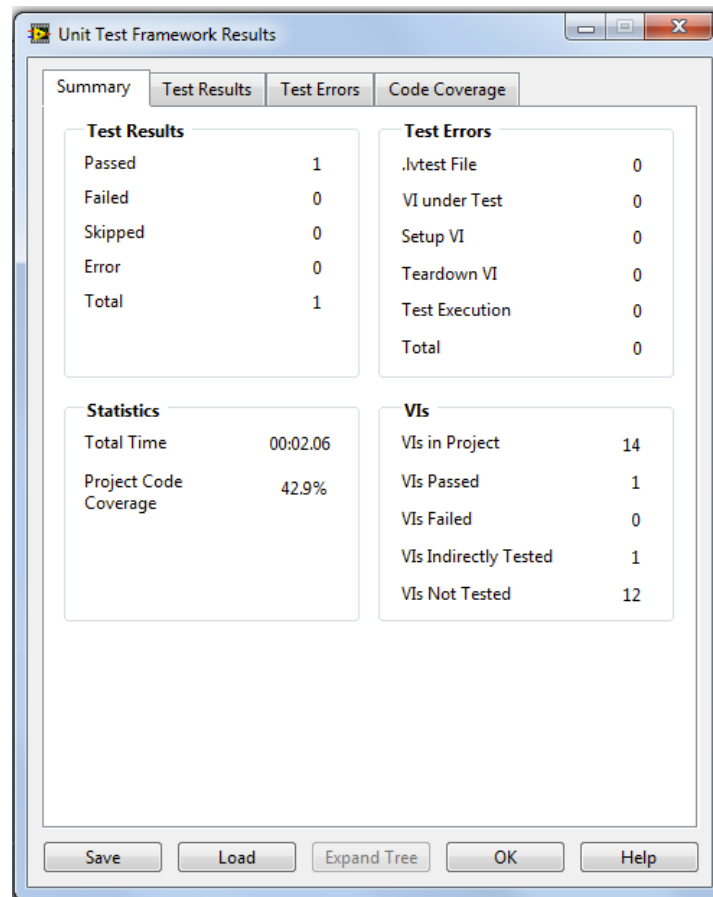 Unit Test Framework Results
Summary Test Results Test Errors Code Coverage
Test Results
Passed 1
Failed 0
Skipped 0
Error 0
Total 1
Test Errors
.lvtest File 0
VI under Test 0
Setup VI 0
Teardown VI 0
Test Execution 0
Total 0
Statistics
Total Time 00:02.06
Project Code
Coverage 42.9%
VIs
VIs in Project 14
VIs Passed 1
VIs Failed 0
VIs Indirectly Tested 1
VIs Not Tested 12
Save Load Expand Tree OK Help